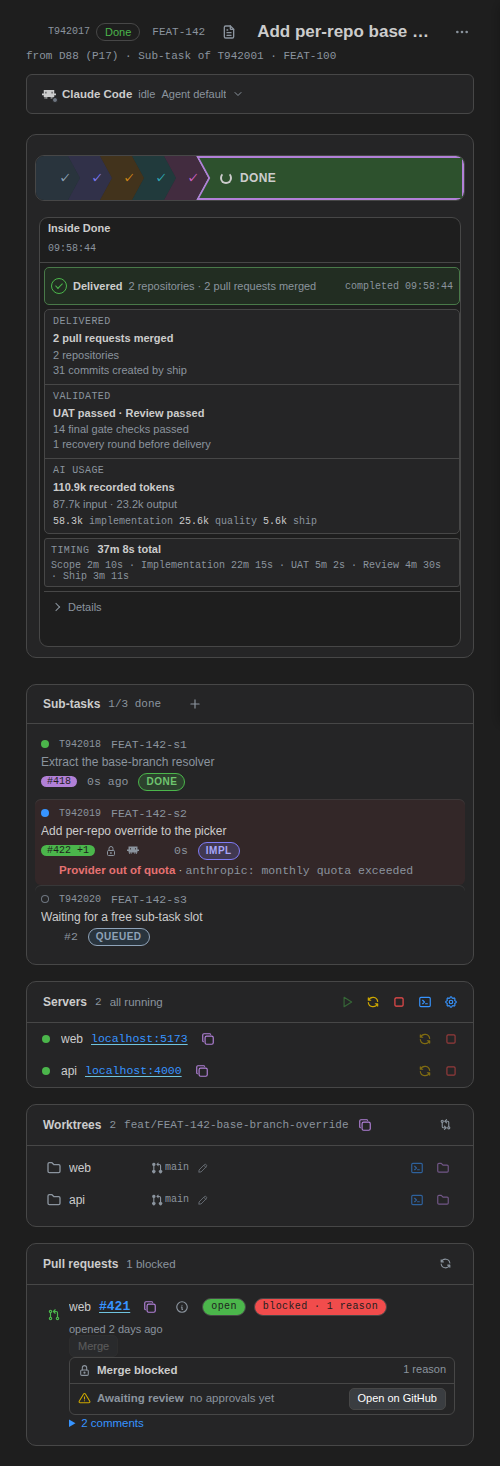 T942017 Done FEAT-142 Add per-repo base …
from D88 (P17) · Sub-task of T942001 · FEAT-100
Claude Code idle Agent default
DONE
Inside Done
09:58:44
Delivered 2 repositories · 2 pull requests merged completed 09:58:44
DELIVERED
2 pull requests merged
2 repositories
31 commits created by ship
VALIDATED
UAT passed · Review passed
14 final gate checks passed
1 recovery round before delivery
AI USAGE
110.9k recorded tokens
87.7k input · 23.2k output
58.3k implementation 25.6k quality 5.6k ship
TIMING 37m 8s total
Scope 2m 10s · Implementation 22m 15s · UAT 5m 2s · Review 4m 30s
· Ship 3m 11s
Details
Sub-tasks 1/3 done
T942018 FEAT-142-s1
Extract the base-branch resolver
#418 0s ago DONE
T942019 FEAT-142-s2
Add per-repo override to the picker
#422 +1 0s IMPL
Provider out of quota · anthropic: monthly quota exceeded
T942020 FEAT-142-s3
Waiting for a free sub-task slot
#2 QUEUED
Servers 2 all running
web localhost:5173
api localhost:4000
Worktrees 2 feat/FEAT-142-base-branch-override
web main
api main
Pull requests 1 blocked
web #421 open blocked · 1 reason
opened 2 days ago
Merge
Merge blocked 1 reason
Awaiting review no approvals yet Open on GitHub
2 comments